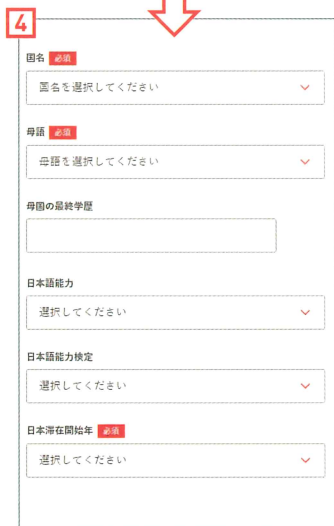 4
国名 必須
国名を選択してください
母語 必須
母語を選択してください
母国の最終学歴
日本語能力
選択してください
日本語能力検定
選択してください
日本滞在開始年 必須
選択してください